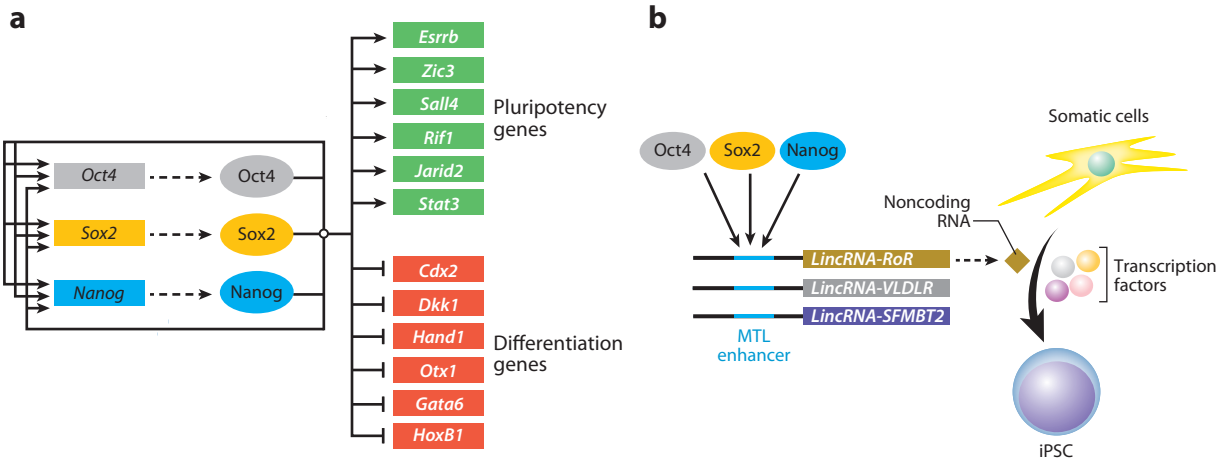 a
Oct4
Oct4
Sox2
Sox2
Nanog
Nanog
Esrrb
Zic3
Sall4
Rif1
Jarid2
Stat3
Pluripotency
genes
Cdx2
Dkk1
Hand1
Otx1
Gata6
HoxB1
Differentiation
genes
b
Oct4
Sox2
Nanog
LincRNA-RoR
LincRNA-VLDLR
LincRNA-SFMBT2
MTL
enhancer
Somatic cells
Noncoding
RNA
Transcription
factors
iPSC